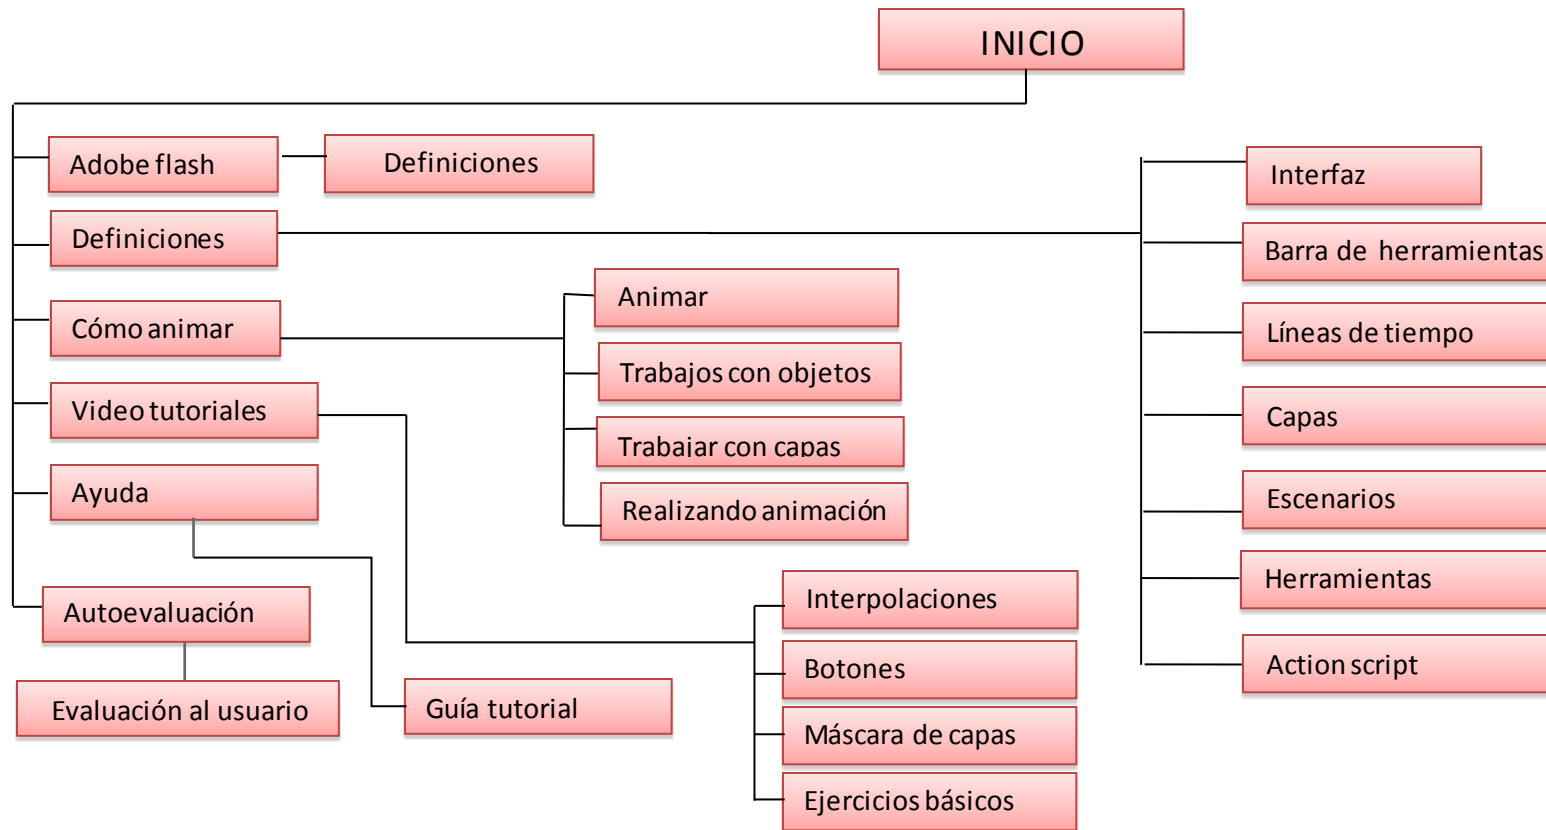 INICIO
Adobe flash
Definiciones
Definiciones
Cómo animar
Video tutoriales
Ayuda
Autoevaluación
Evaluación al usuario
Animar
Trabajos con objetos
Trabajar con capas
Realizando animación
Guía tutorial
Interpolaciones
Botones
Máscara de capas
Ejercicios básicos
Interfaz
Barra de herramientas
Líneas de tiempo
Capas
Escenarios
Herramientas
Action script